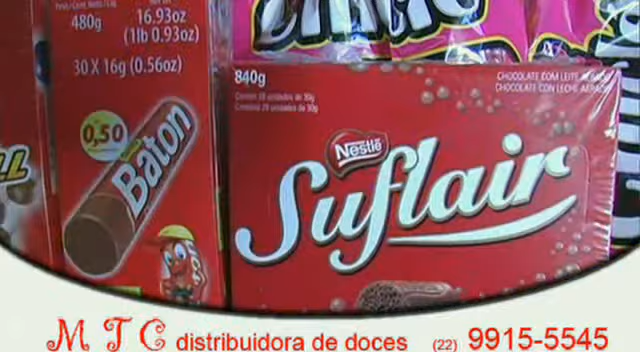 480g
16.93oz
(1lb 0.93oz)
30 X 16g (0.56oz)
0,50
Baton
840g
CHOCOLATE COM LEITE AERADO
CHOCOLATE CON LECHE AERADO
Nestlé
Suflair
M T C distribuidora de doces (22) 9915-5545